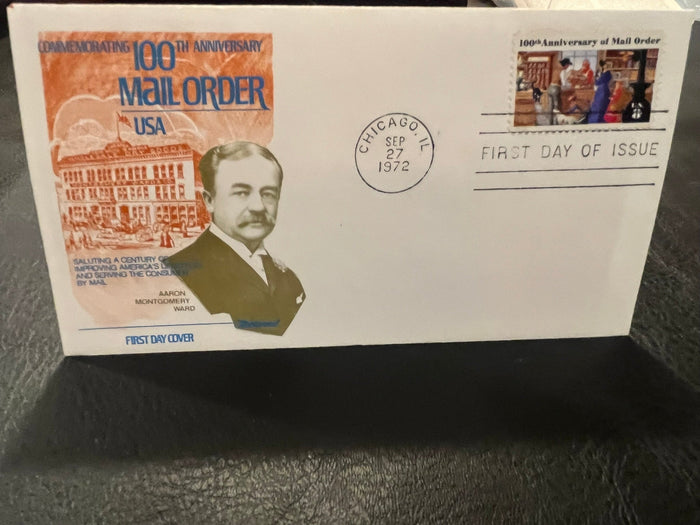 COMMEMORATING 100TH ANNIVERSARY
MAIL ORDER
USA
SALUTING A CENTURY OF
IMPROVING AMERICA'S
AND SERVING THE CONSUMER
BY MAIL
AARON
MONTGOMERY
WARD
FIRST DAY COVER
CHICAGO, IL
SEP
27
1972
100th Anniversary of Mail Order
FIRST DAY OF ISSUE